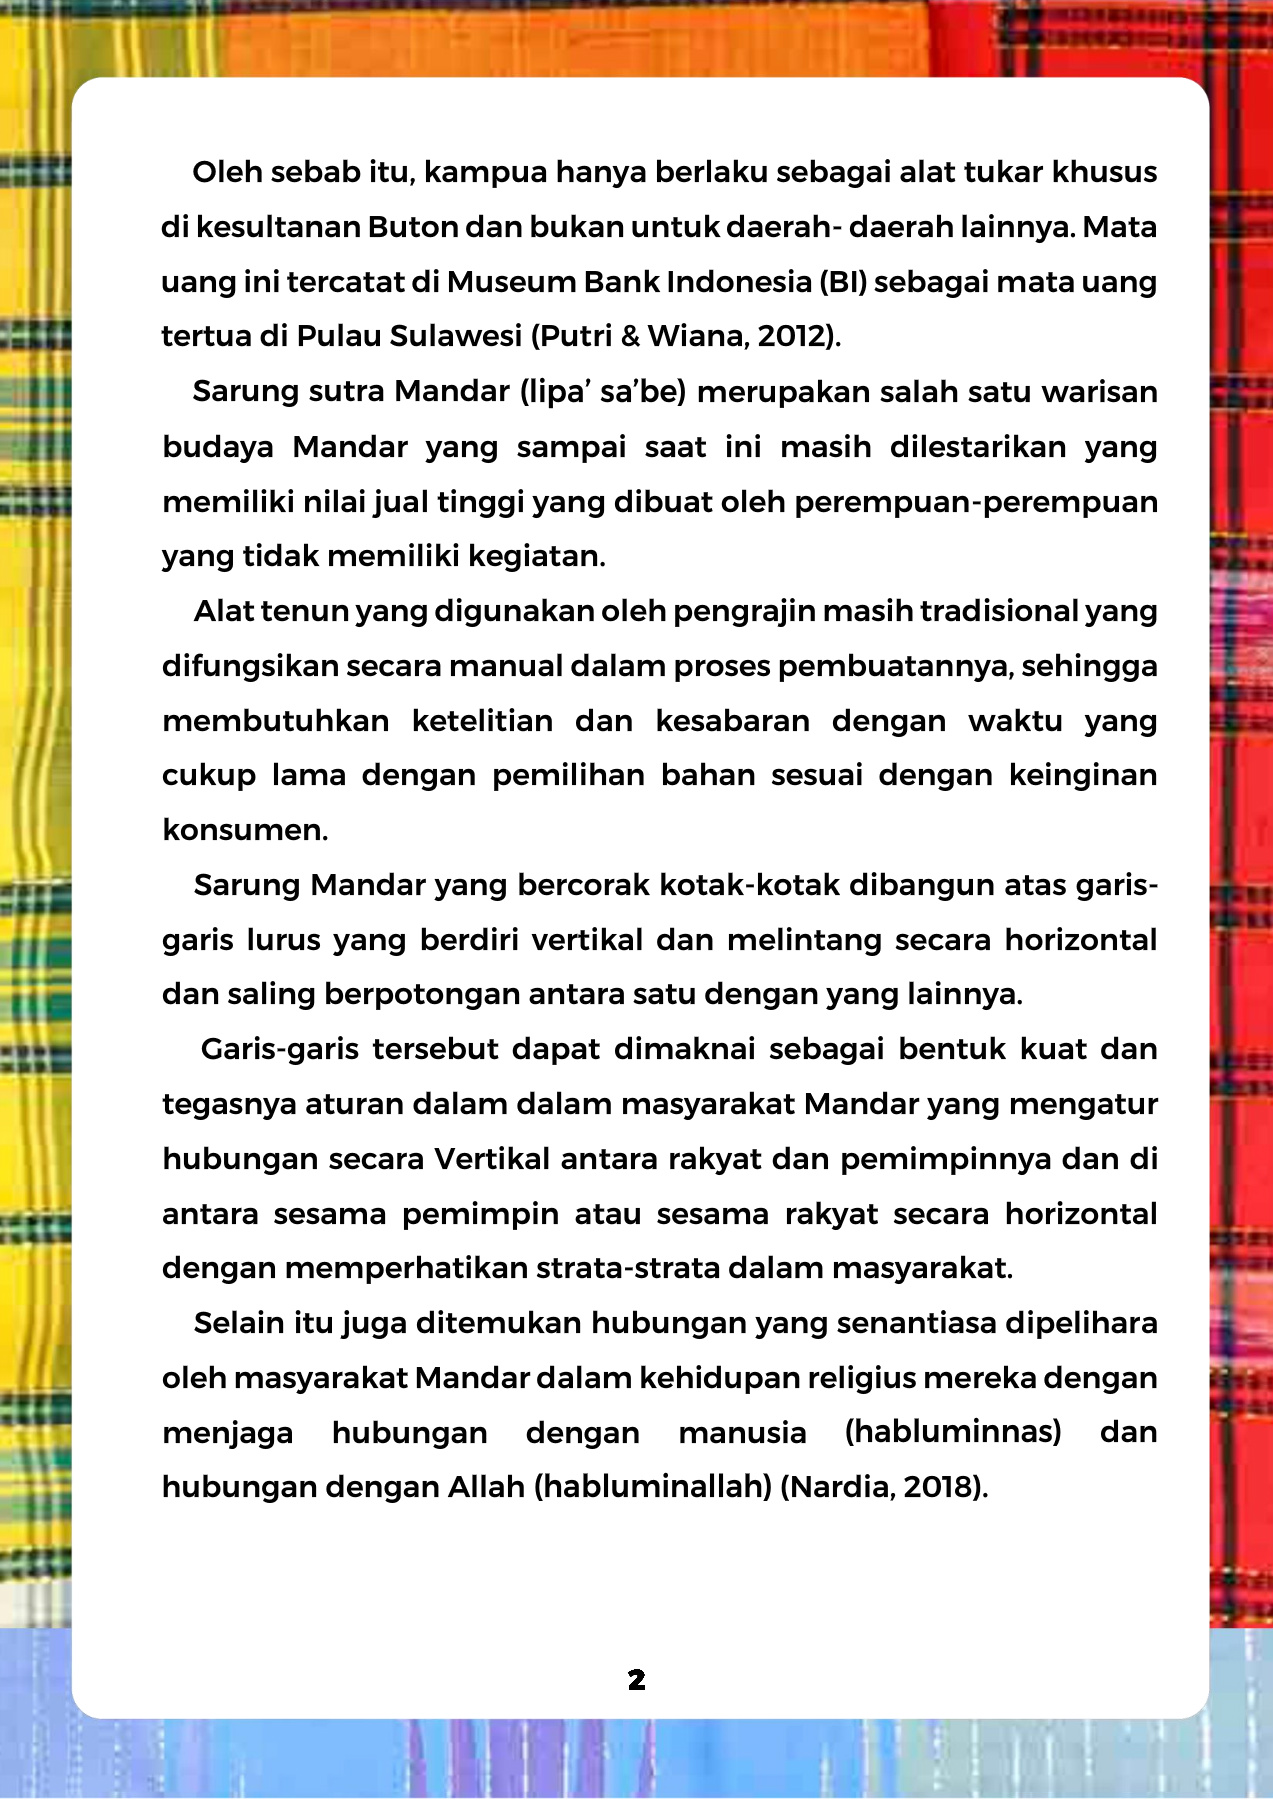 Oleh sebab itu, kampua hanya berlaku sebagai alat tukar khusus
di kesultanan Buton dan bukan untuk daerah- daerah lainnya. Mata
uang ini tercatat di Museum Bank Indonesia (BI) sebagai mata uang
tertua di Pulau Sulawesi (Putri & Wiana, 2012).
Sarung sutra Mandar (lipa’ sa’be) merupakan salah satu warisan
budaya Mandar yang sampai saat ini masih dilestarikan yang
memiliki nilai jual tinggi yang dibuat oleh perempuan-perempuan
yang tidak memiliki kegiatan.
Alat tenun yang digunakan oleh pengrajin masih tradisional yang
difungsikan secara manual dalam proses pembuatannya, sehingga
membutuhkan ketelitian dan kesabaran dengan waktu yang
cukup lama dengan pemilihan bahan sesuai dengan keinginan
konsumen.
Sarung Mandar yang bercorak kotak-kotak dibangun atas garis-
garis lurus yang berdiri vertikal dan melintang secara horizontal
dan saling berpotongan antara satu dengan yang lainnya.
Garis-garis tersebut dapat dimaknai sebagai bentuk kuat dan
tegasnya aturan dalam dalam masyarakat Mandar yang mengatur
hubungan secara Vertikal antara rakyat dan pemimpinnya dan di
antara sesama pemimpin atau sesama rakyat secara horizontal
dengan memperhatikan strata-strata dalam masyarakat.
Selain itu juga ditemukan hubungan yang senantiasa dipelihara
oleh masyarakat Mandar dalam kehidupan religius mereka dengan
menjaga hubungan dengan manusia (habluminnas) dan
hubungan dengan Allah (habluminallah) (Nardia, 2018).
2